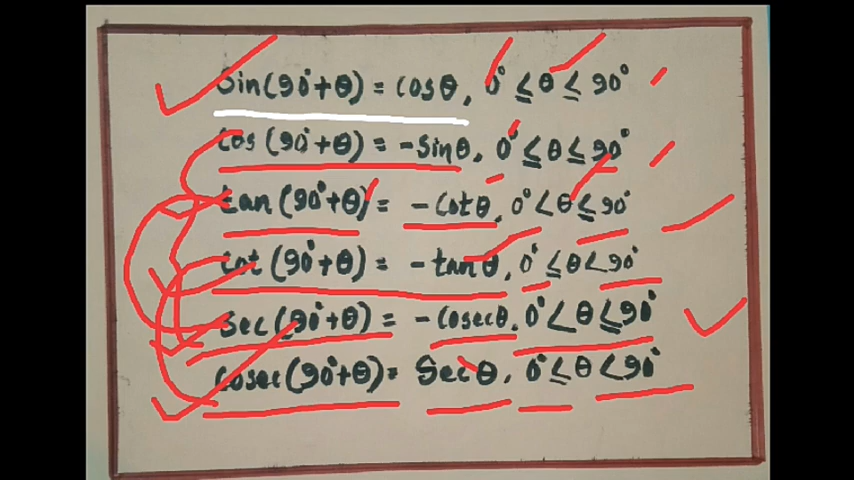 Sin(90°+θ) = cosθ, 0° ≤ θ ≤ 90°
Cos (90°+θ) = -Sinθ, 0° ≤ θ ≤ 90°
tan (90°+θ) = -Cotθ, 0° < θ ≤ 90°
Cot (90°+θ) = -tanθ, 0° ≤ θ < 90°
Sec (90°+θ) = -Cosecθ, 0° < θ ≤ 90°
Cosec (90°+θ) = Secθ, 0° ≤ θ < 90°